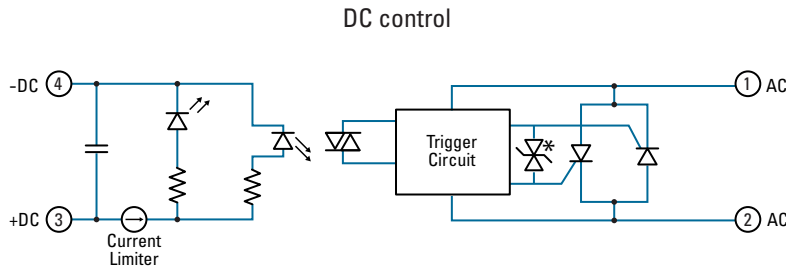 DC control
-DC 4
1 AC
Trigger
Circuit
*
+DC 3
2 AC
Current
Limiter